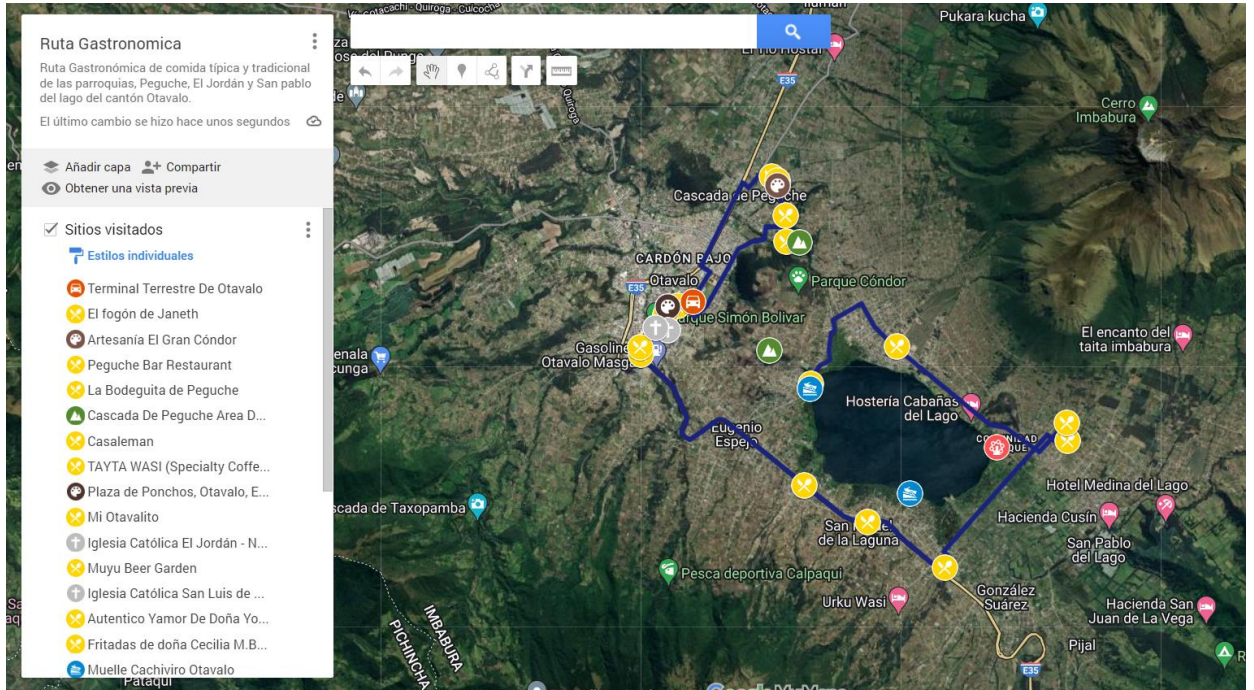 Ruta Gastronomica
Ruta Gastronómica de comida típica y tradicional
de las parroquias, Peguche, El Jordán y San pablo
del lago del cantón Otavalo.
El último cambio se hizo hace unos segundos
Añadir capa
Compartir
Obtener una vista previa
Sitios visitados
Estilos individuales
Terminal Terrestre De Otavalo
El fogón de Janeth
Artesanía El Gran Cóndor
Peguche Bar Restaurant
La Bodeguita de Peguche
Cascada De Peguche Area D...
Casaleman
TAYTA WASI (Specialty Coffe...
Plaza de Ponchos, Otavalo, E...
Mi Otavalito
Iglesia Católica El Jordán - N...
Muyu Beer Garden
Iglesia Católica San Luis de ...
Autentico Yamor De Doña Yo...
Fritadas de doña Cecilia M.B...
Muelle Cachiviro Otavalo
Pataquí
Pukara kucha
E35
Cerro
Imbabura
Cascada de Peguche
CARDÓN BAJO
Otavalo
E35
Parque Cóndor
Parque Simón Bolivar
El encanto del
taita imbabura
Otavalo
Hostería Cabañas
del Lago
Eugenio
Espejo
Hotel Medina del Lago
scada de Taxopamba
Hacienda Cusín
San Pablo
del Lago
de la Laguna
Pesca deportiva Calpaqui
Urku Wasi
González
Suárez
Hacienda San
Juan de La Vega
IMBABURA
PICHINCHA
Pijal
E35